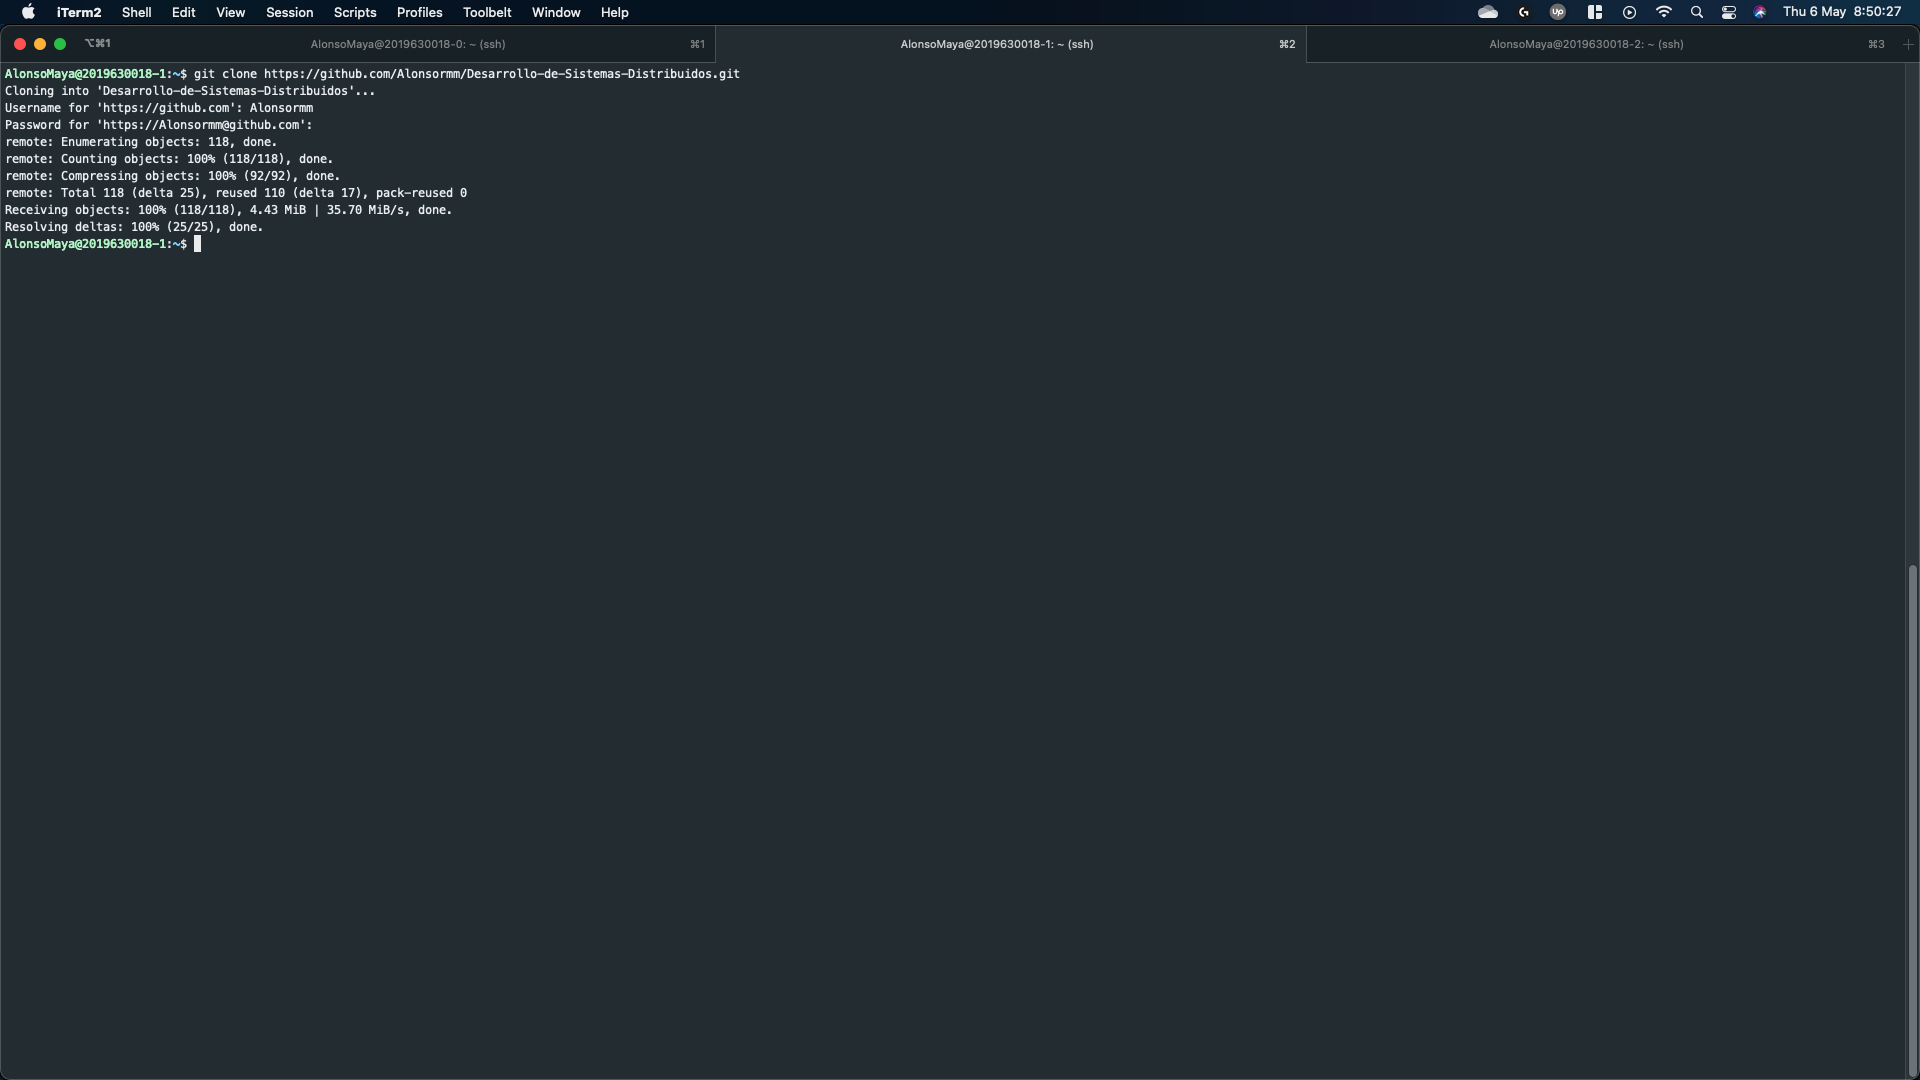 iTerm2 Shell Edit View Session Scripts Profiles Toolbelt Window Help UP Thu 6 May 8:50:27
⌥⌘1 AlonsoMaya@2019630018-0: ~ (ssh) ⌘1 AlonsoMaya@2019630018-1: ~ (ssh) ⌘2 AlonsoMaya@2019630018-2: ~ (ssh) ⌘3
AlonsoMaya@2019630018-1:~$ git clone https://github.com/Alonsormm/Desarrollo-de-Sistemas-Distribuidos.git
Cloning into 'Desarrollo-de-Sistemas-Distribuidos'...
Username for 'https://github.com': Alonsormm
Password for 'https://Alonsormm@github.com':
remote: Enumerating objects: 118, done.
remote: Counting objects: 100% (118/118), done.
remote: Compressing objects: 100% (92/92), done.
remote: Total 118 (delta 25), reused 110 (delta 17), pack-reused 0
Receiving objects: 100% (118/118), 4.43 MiB | 35.70 MiB/s, done.
Resolving deltas: 100% (25/25), done.
AlonsoMaya@2019630018-1:~$